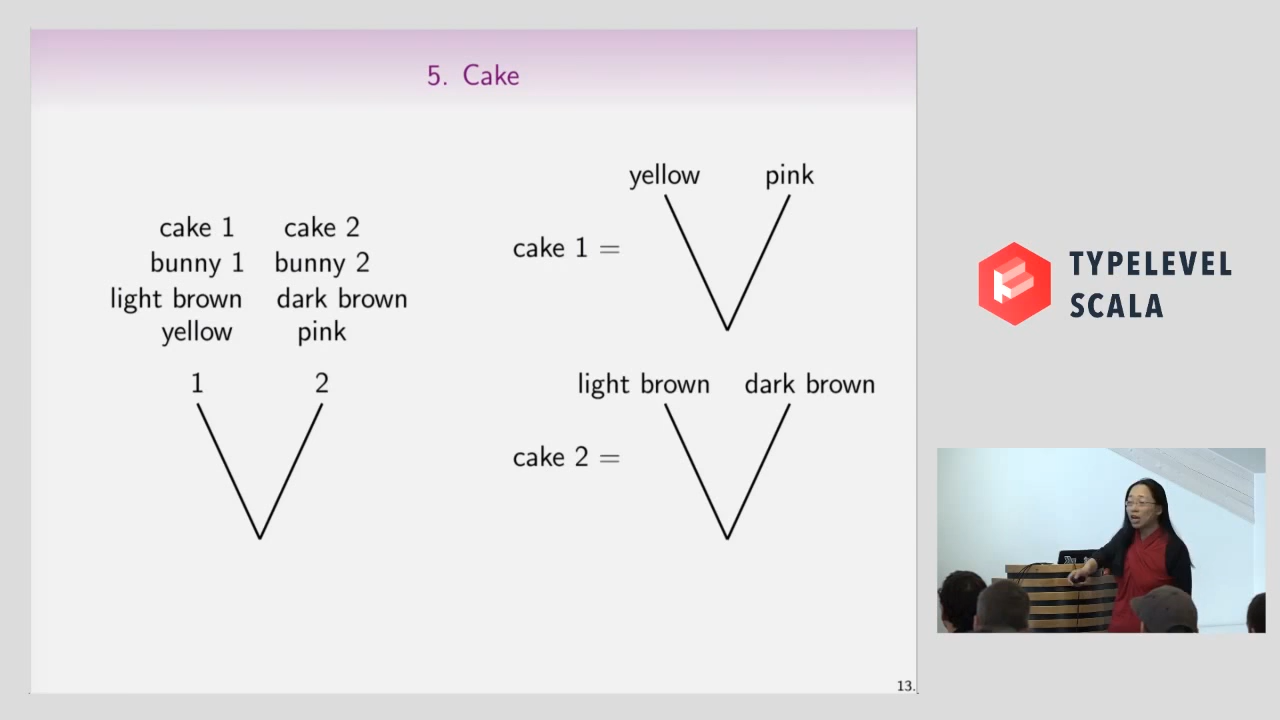 5. Cake
cake 1 cake 2
bunny 1 bunny 2
light brown dark brown
yellow pink
1 2
yellow pink
cake 1 =
light brown dark brown
cake 2 =
13.
TYPELEVEL
SCALA